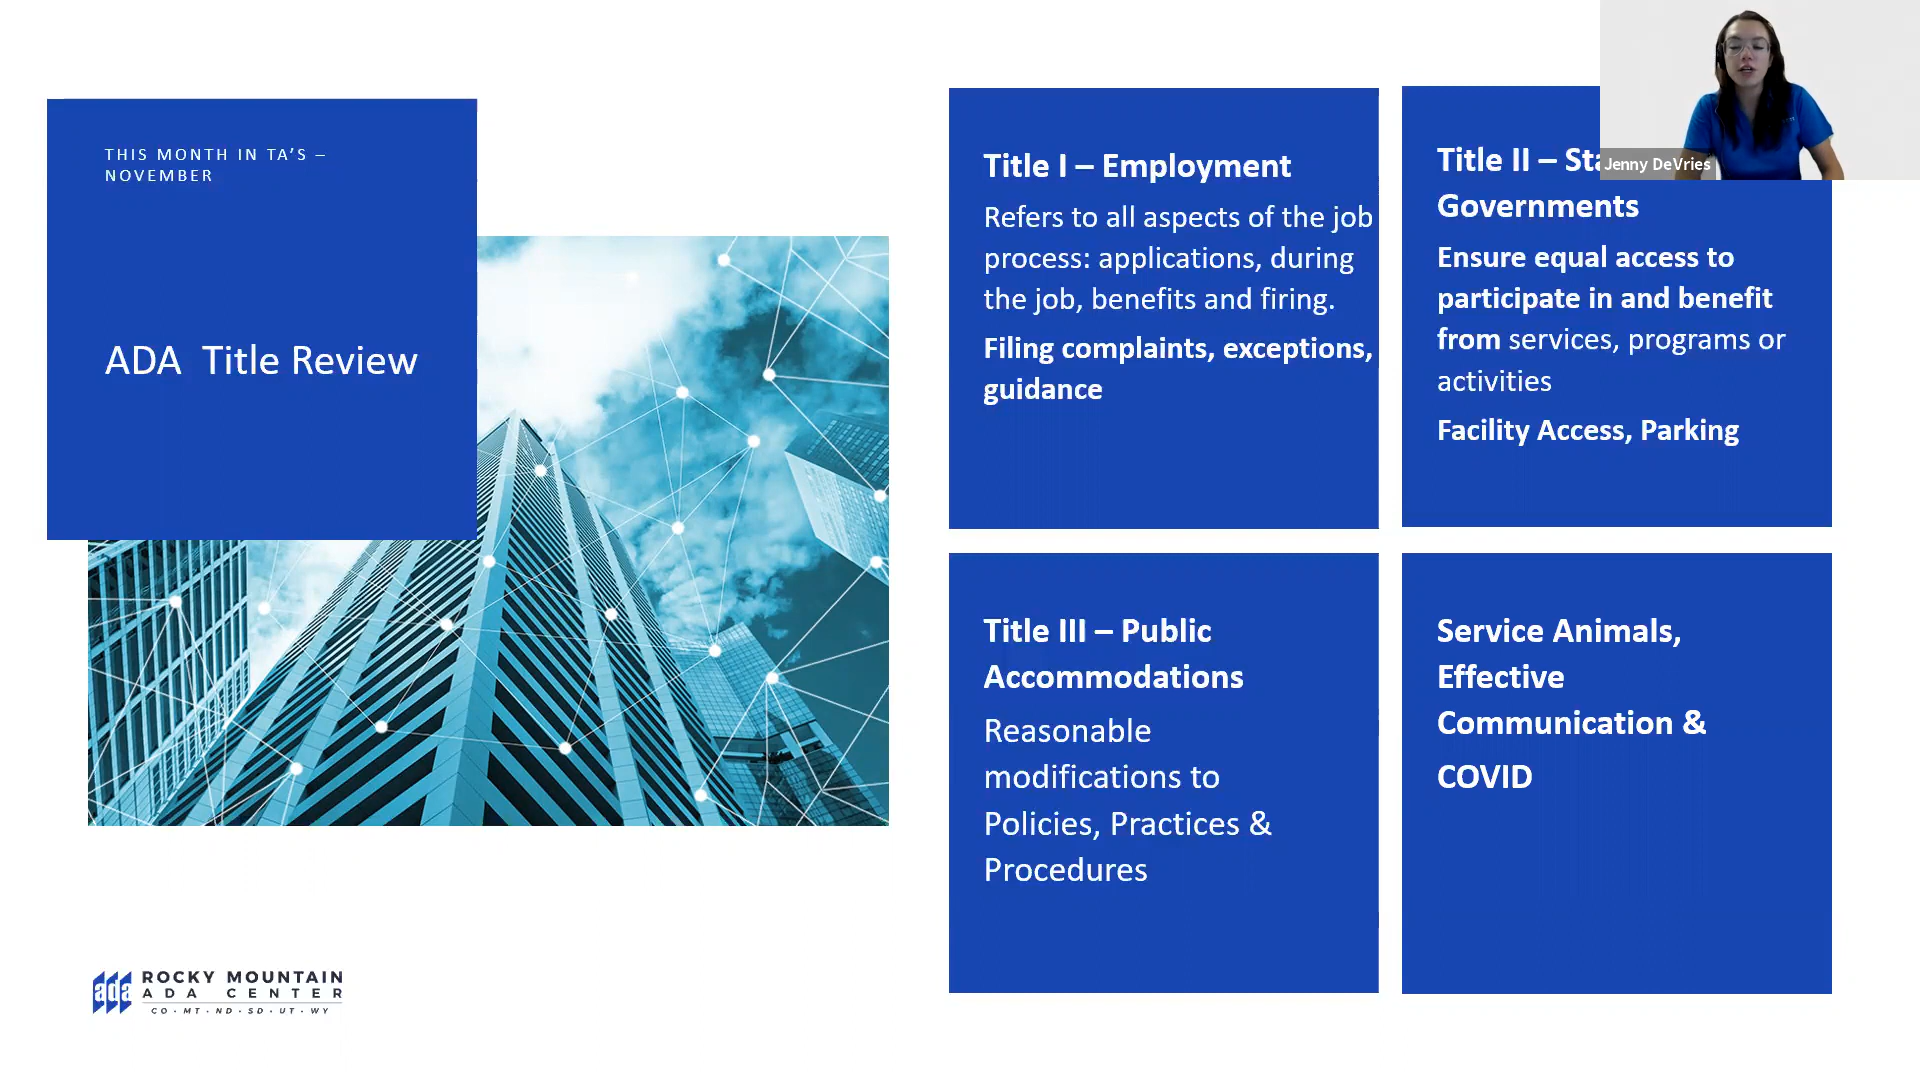 THIS MONTH IN TA'S –
NOVEMBER
ADA Title Review
Title I – Employment
Refers to all aspects of the job
process: applications, during
the job, benefits and firing.
Filing complaints, exceptions,
guidance
Title II –
Governments
Ensure equal access to
participate in and benefit
from services, programs or
activities
Facility Access, Parking
Jenny DeVries
Title III – Public
Accommodations
Reasonable
modifications to
Policies, Practices &
Procedures
Service Animals,
Effective
Communication &
COVID
ada
ROCKY MOUNTAIN
ADA CENTER
CO · MT · ND · SD · UT · WY